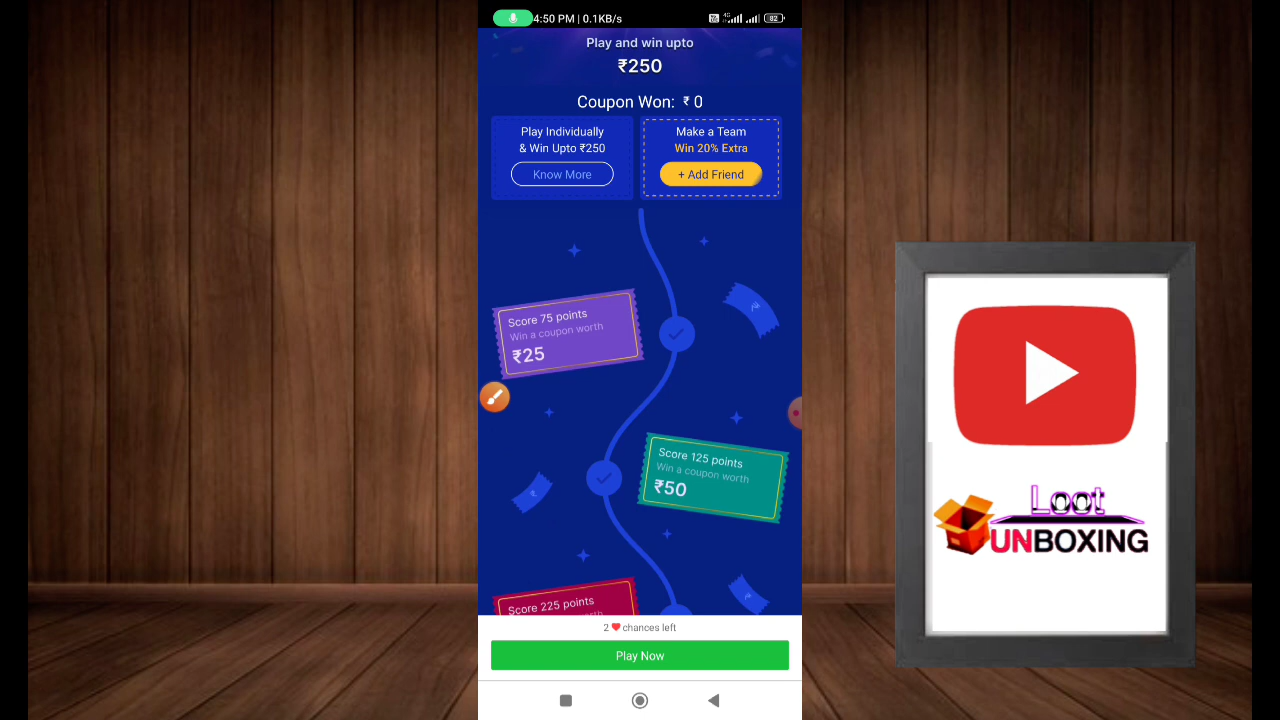 4:50 PM | 0.1KB/s
4G
82
Play and win upto
₹250
Coupon Won: ₹ 0
Play Individually
& Win Upto ₹250
Know More
Make a Team
Win 20% Extra
+ Add Friend
Score 75 points
Win a coupon worth
₹25
Score 125 points
Win a coupon worth
₹50
Score 225 points
2 chances left
Play Now
Loot
UNBOXING